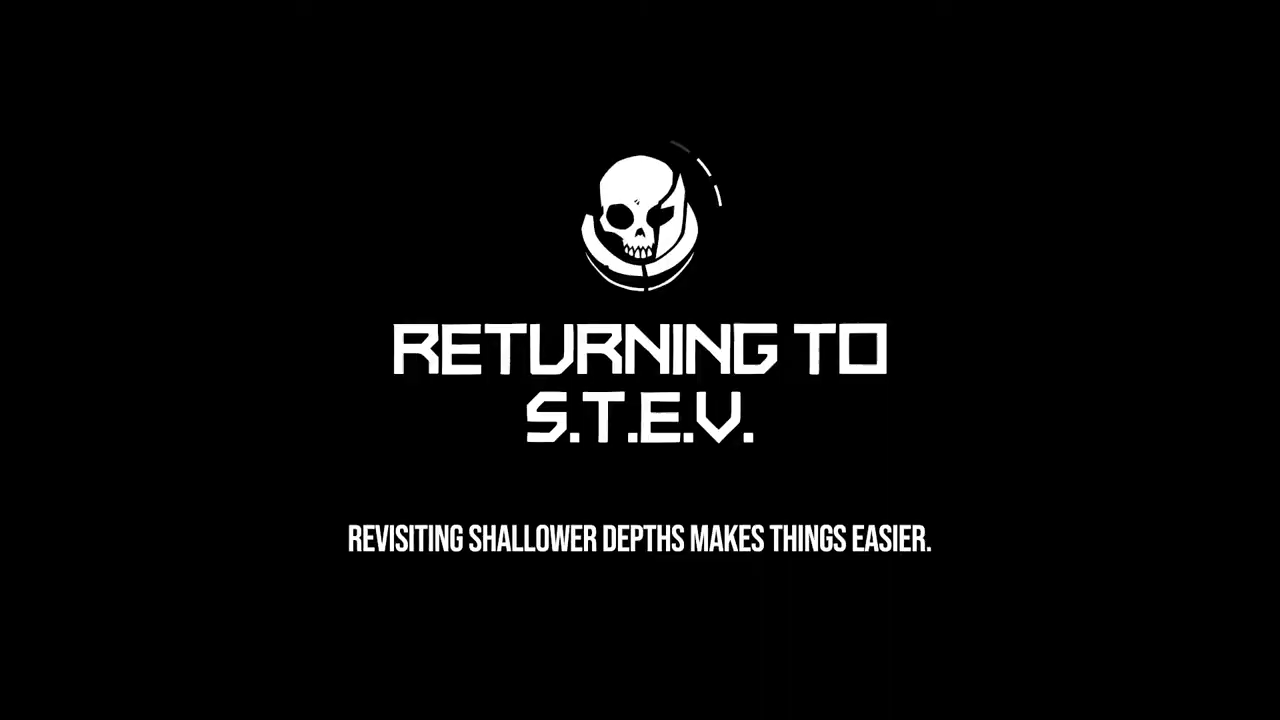 RETURNING TO
S.T.E.V.
REVISITING SHALLOWER DEPTHS MAKES THINGS EASIER.